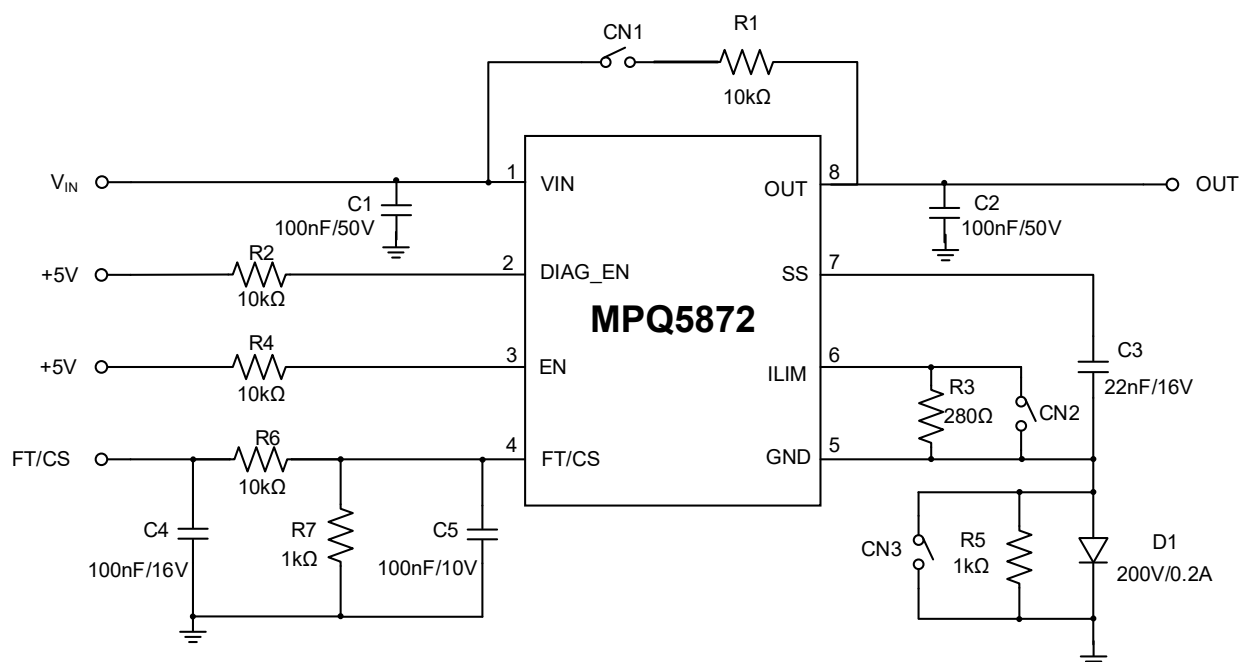 CN1
R1
10kΩ
VIN
1
VIN
OUT
8
OUT
C1
100nF/50V
C2
100nF/50V
+5V
R2
10kΩ
2
DIAG_EN
SS
7
MPQ5872
+5V
R4
10kΩ
3
EN
ILIM
6
R3
280Ω
CN2
C3
22nF/16V
FT/CS
R6
10kΩ
4
FT/CS
GND
5
C4
100nF/16V
R7
1kΩ
C5
100nF/10V
CN3
R5
1kΩ
D1
200V/0.2A